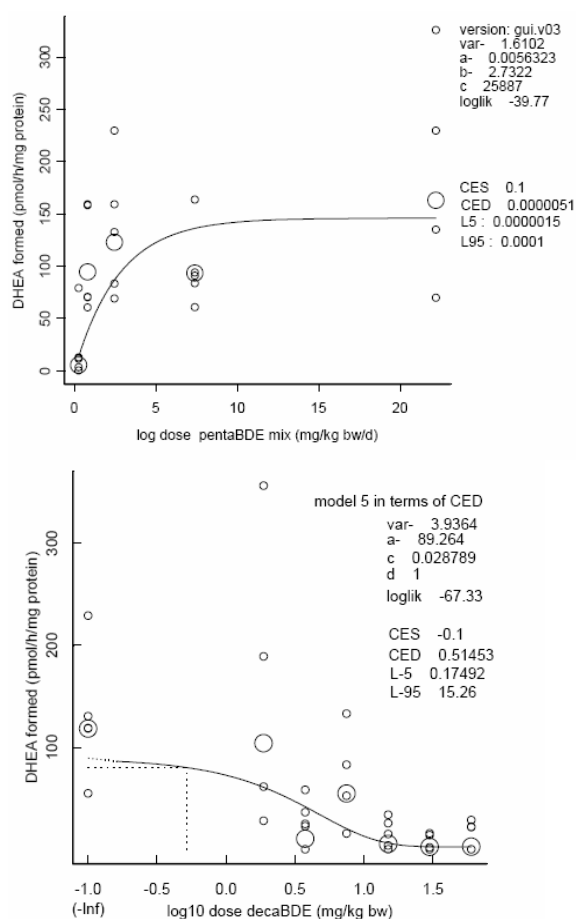 version: gui.v03
var- 1.6102
a- 0.0056323
b- 2.7322
c 25887
loglik -39.77
CES 0.1
CED 0.0000051
L5 : 0.0000015
L95 : 0.0001
DHEA formed (pmol/h/mg protein)
300
250
200
150
100
50
0
0 5 10 15 20
log dose pentaBDE mix (mg/kg bw/d)
model 5 in terms of CED
var- 3.9364
a- 89.264
c 0.028789
d 1
loglik -67.33
CES -0.1
CED 0.51453
L-5 0.17492
L-95 15.26
DHEA formed (pmol/h/mg protein)
300
200
100
-1.0 -0.5 0.0 0.5 1.0 1.5
(-Inf)
log10 dose decaBDE (mg/kg bw)